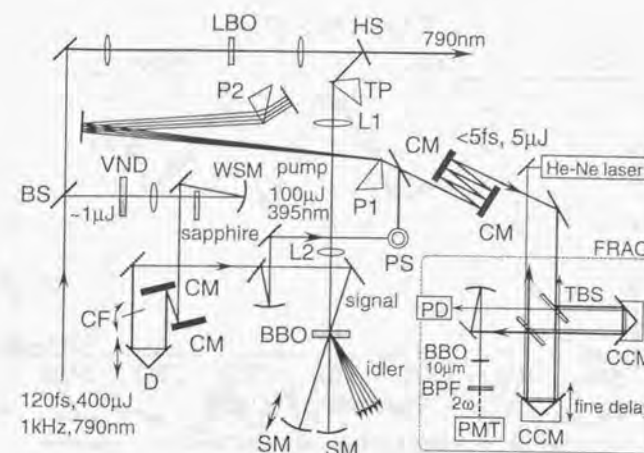 LBO
HS
790nm
P2
TP
L1
CM
<5fs, 5μJ
VND
WSM
pump
100μJ
395nm
He-Ne laser
BS
~1μJ
P1
CM
sapphire
FRAC
L2
PS
CM
signal
TBS
PD
CF
CM
BBO
CCM
BBO
10μm
idler
BPF
2ω
fine delay
D
120fs,400μJ
1kHz,790nm
SM
SM
PMT
CCM